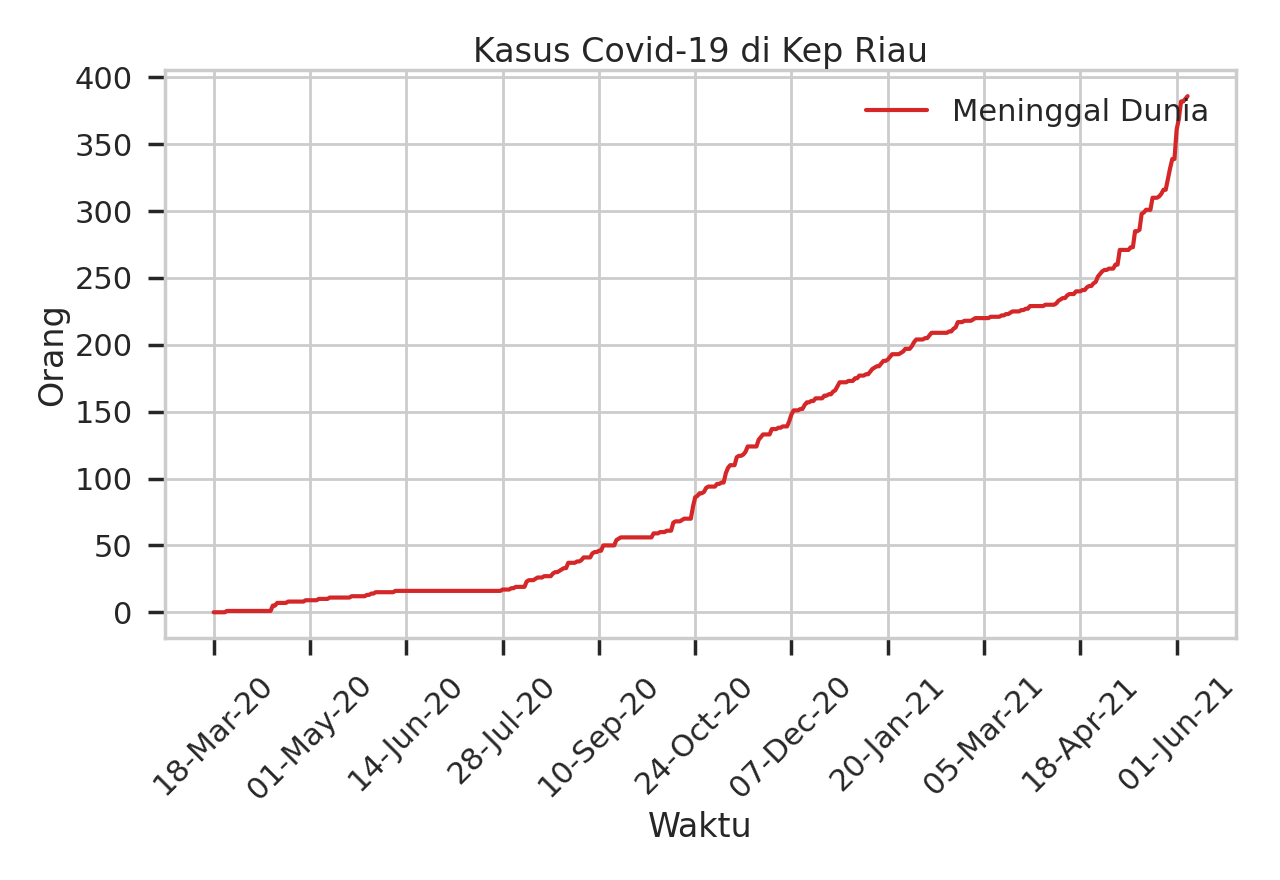 Kasus Covid-19 di Kep Riau
Meninggal Dunia
Orang
400
350
300
250
200
150
100
50
0
18-Mar-20
01-May-20
14-Jun-20
28-Jul-20
10-Sep-20
24-Oct-20
07-Dec-20
20-Jan-21
05-Mar-21
18-Apr-21
01-Jun-21
Waktu